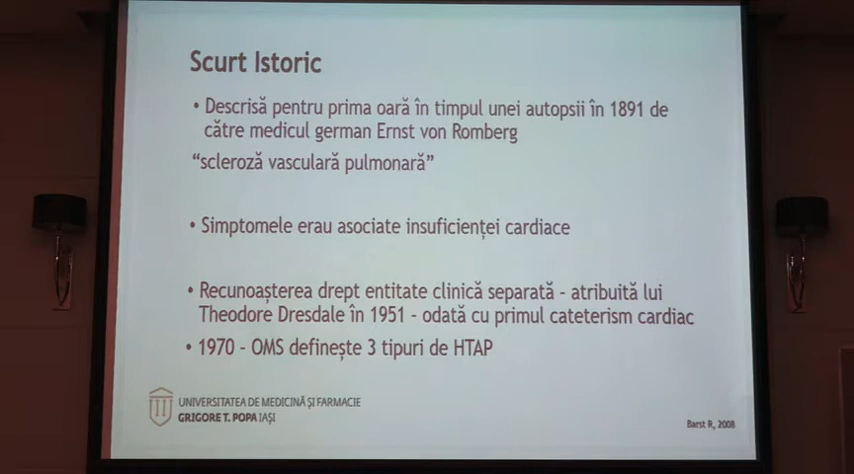 Scurt Istoric
• Descrisă pentru prima oară în timpul unei autopsii în 1891 de
către medicul german Ernst von Romberg
“scleroză vasculară pulmonară”
• Simptomele erau asociate insuficienței cardiace
• Recunoașterea drept entitate clinică separată - atribuită lui
Theodore Dresdale în 1951 - odată cu primul cateterism cardiac
• 1970 - OMS definește 3 tipuri de HTAP
UNIVERSITATEA DE MEDICINĂ ȘI FARMACIE
GRIGORE T. POPA IAȘI
Barst R, 2008